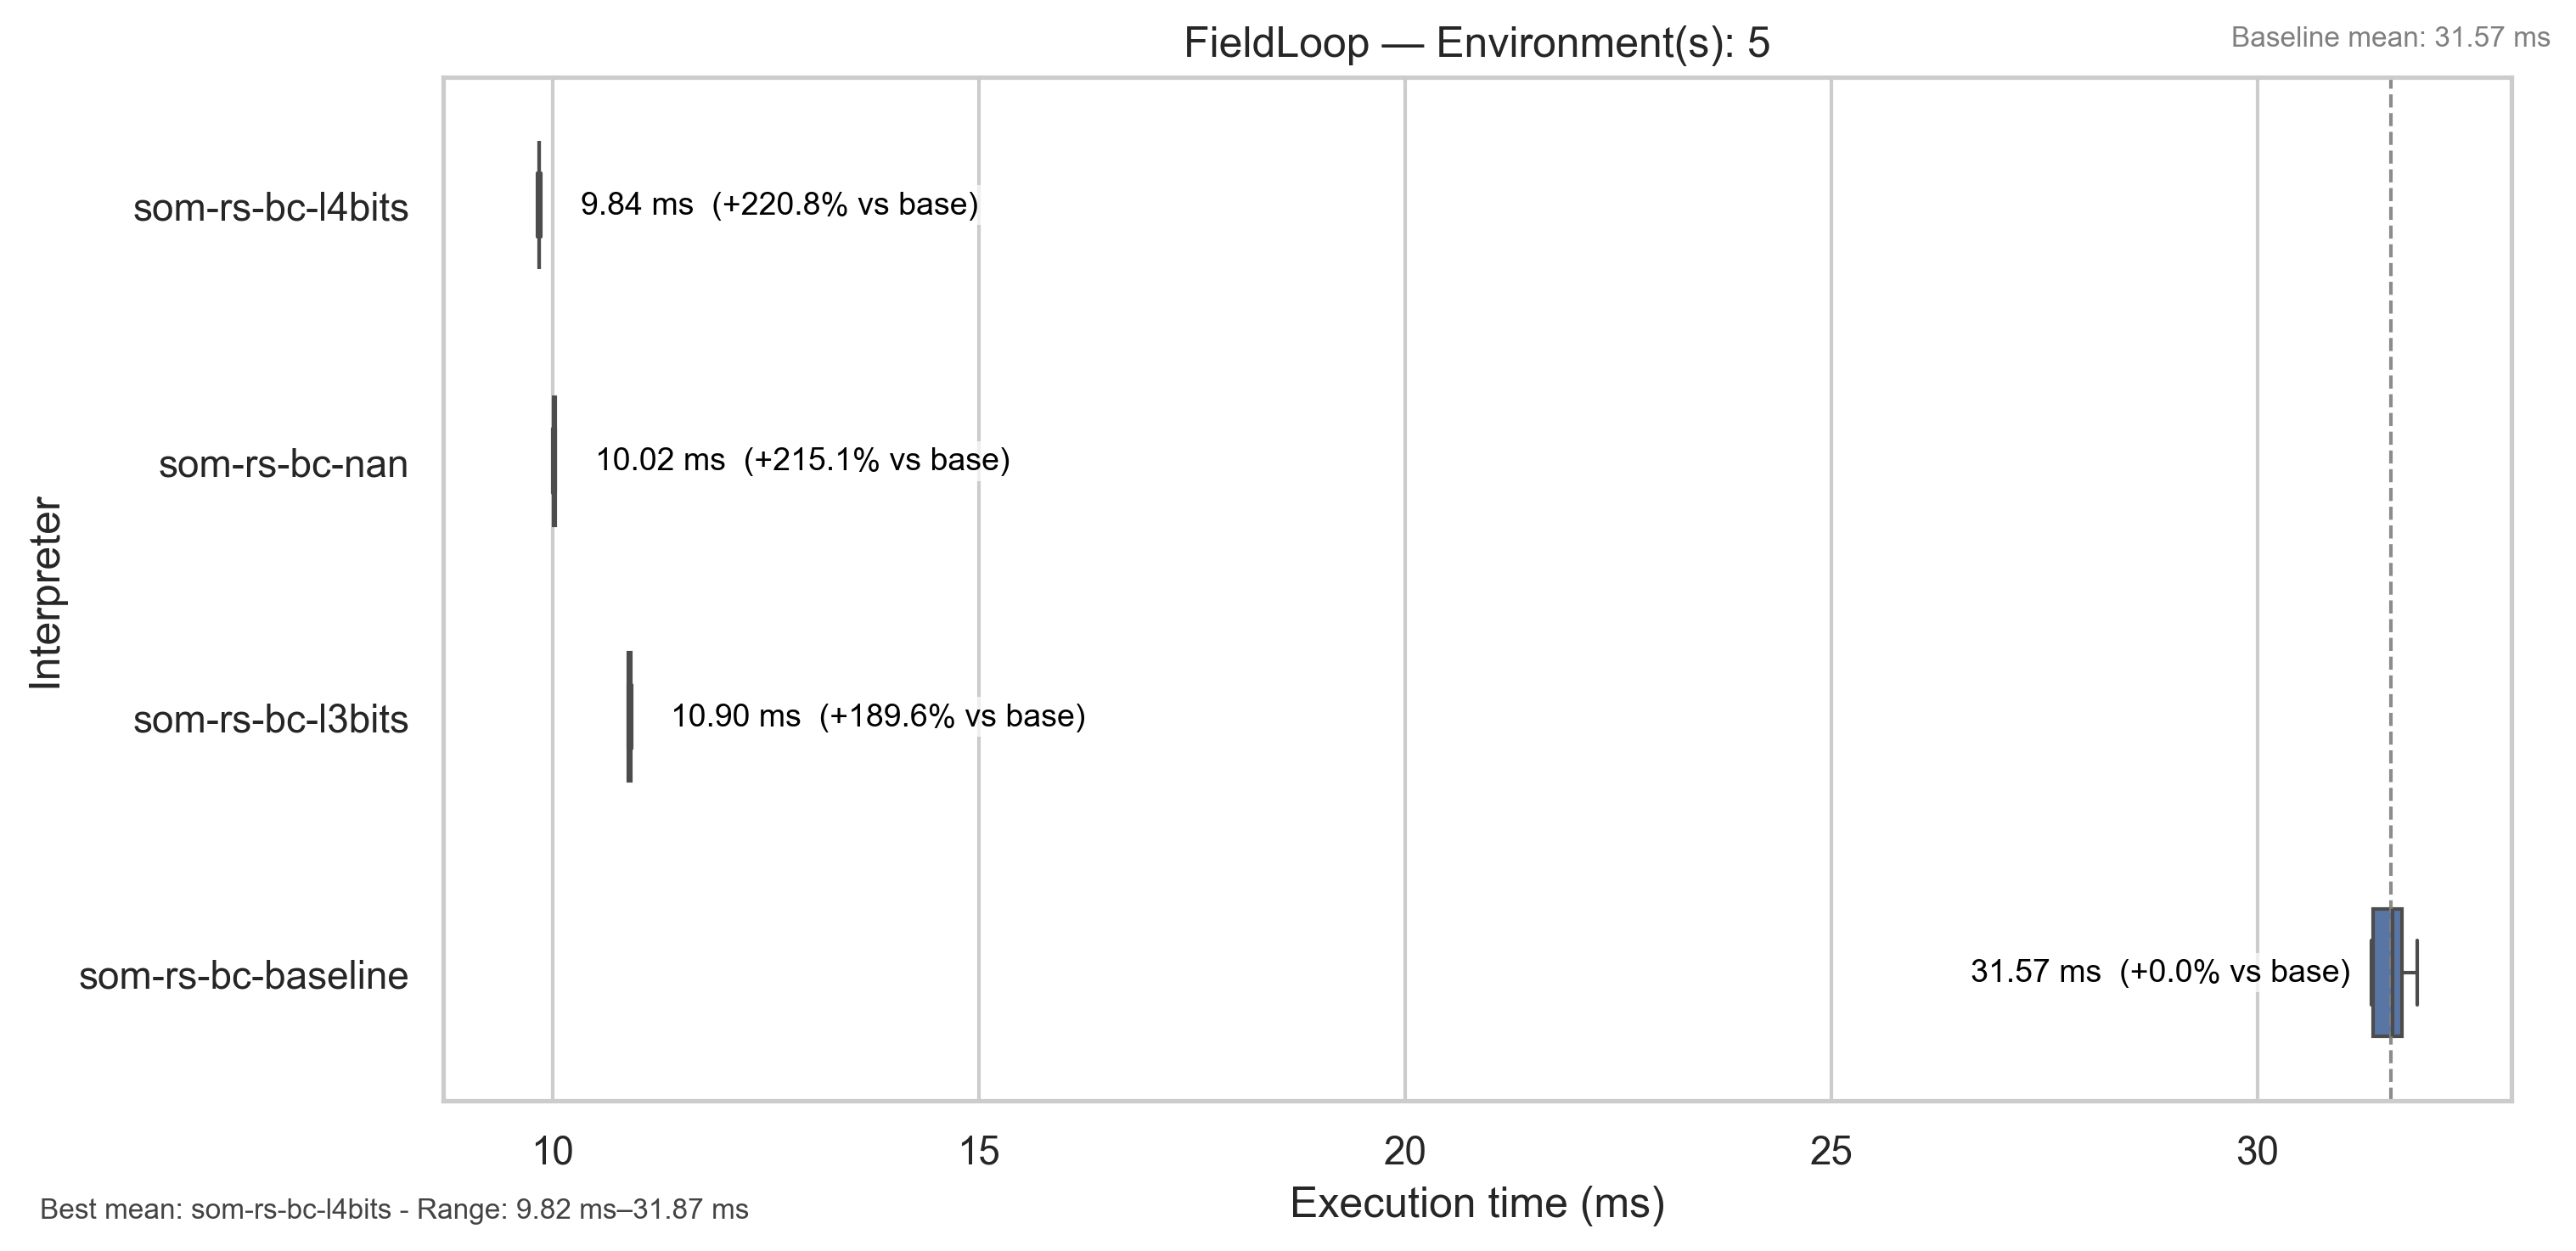 FieldLoop — Environment(s): 5
Baseline mean: 31.57 ms
Interpreter
som-rs-bc-l4bits
9.84 ms (+220.8% vs base)
som-rs-bc-nan
10.02 ms (+215.1% vs base)
som-rs-bc-l3bits
10.90 ms (+189.6% vs base)
som-rs-bc-baseline
31.57 ms (+0.0% vs base)
10 15 20 25 30
Execution time (ms)
Best mean: som-rs-bc-l4bits - Range: 9.82 ms–31.87 ms